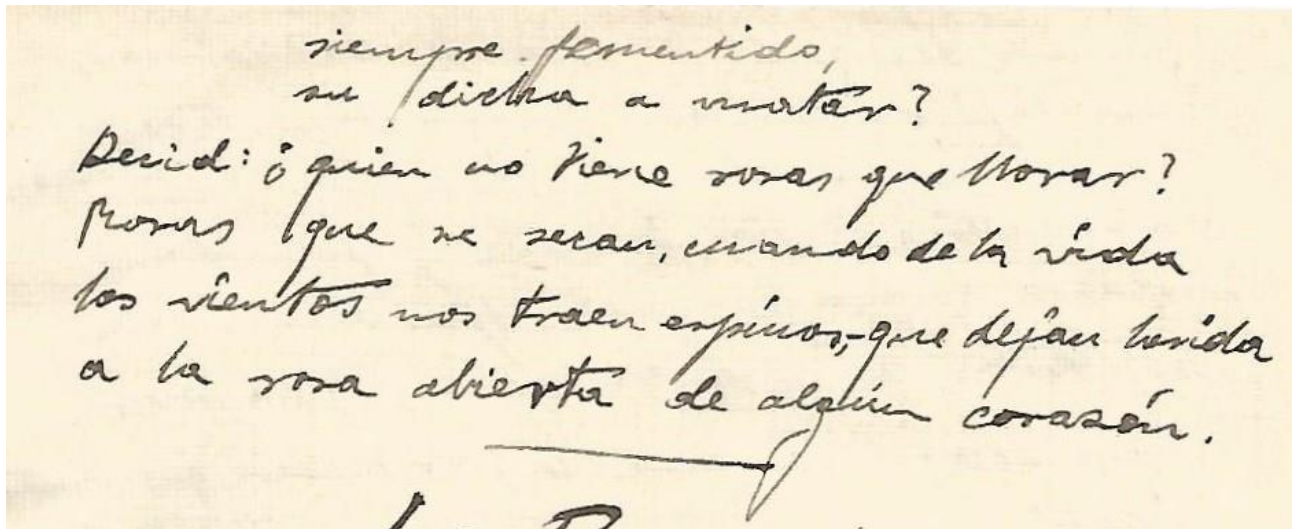 siempre fementido,
su dicha a matar?
Decid: ¿quien no tiene rosas que llorar?
Rosas que se secan, cuando de la vida
los vientos nos traen espinos, que dejan herida
a la rosa abierta de algún corazón.